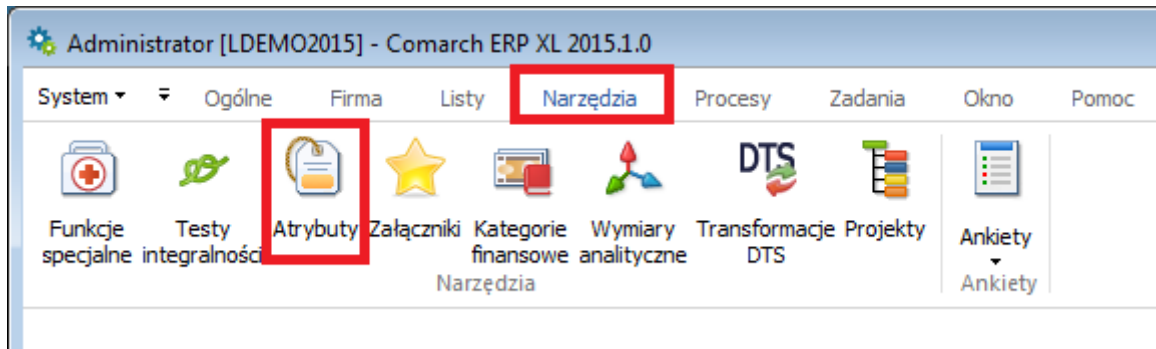 Administrator [LDEMO2015] - Comarch ERP XL 2015.1.0
System Ogólne Firma Listy Narzędzia Procesy Zadania Okno Pomoc
DTS
Funkcje specjalne
Testy integralności
Atrybuty
Załączniki
Kategorie finansowe
Wymiary analityczne
Transformacje DTS
Projekty
Ankiety
Narzędzia
Ankiety